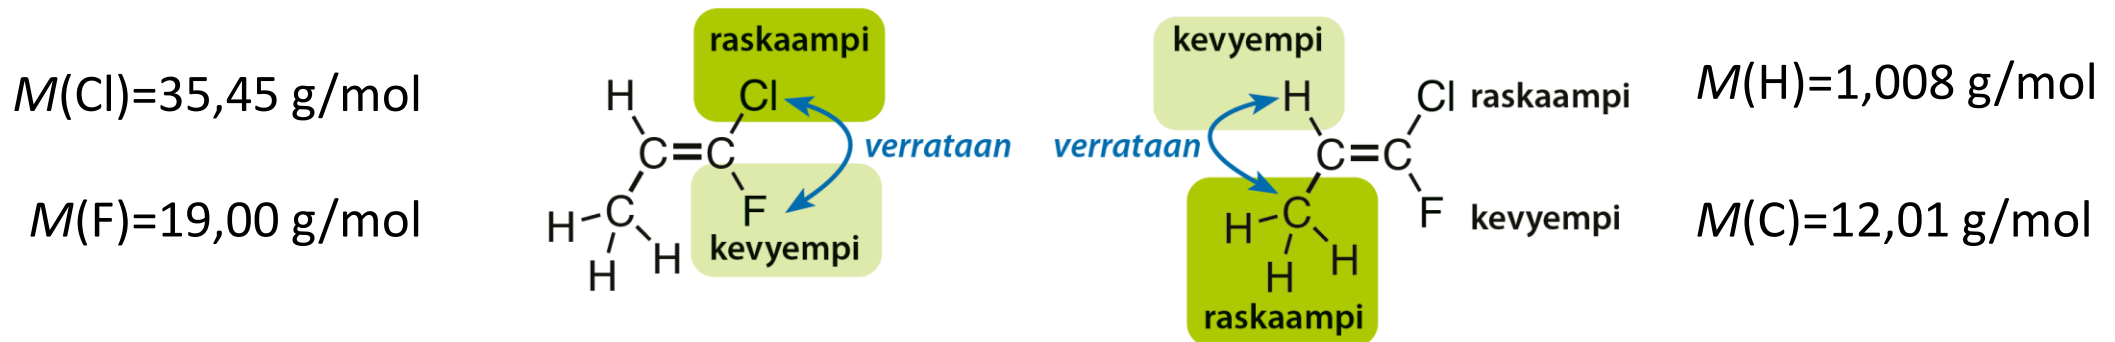 M(Cl)=35,45 g/mol
M(F)=19,00 g/mol
raskaampi
H Cl
C=C
verrataan
H C F
H H
kevyempi
kevyempi
H Cl raskaampi
verrataan
C=C
H C F kevyempi
H H
raskaampi
M(H)=1,008 g/mol
M(C)=12,01 g/mol